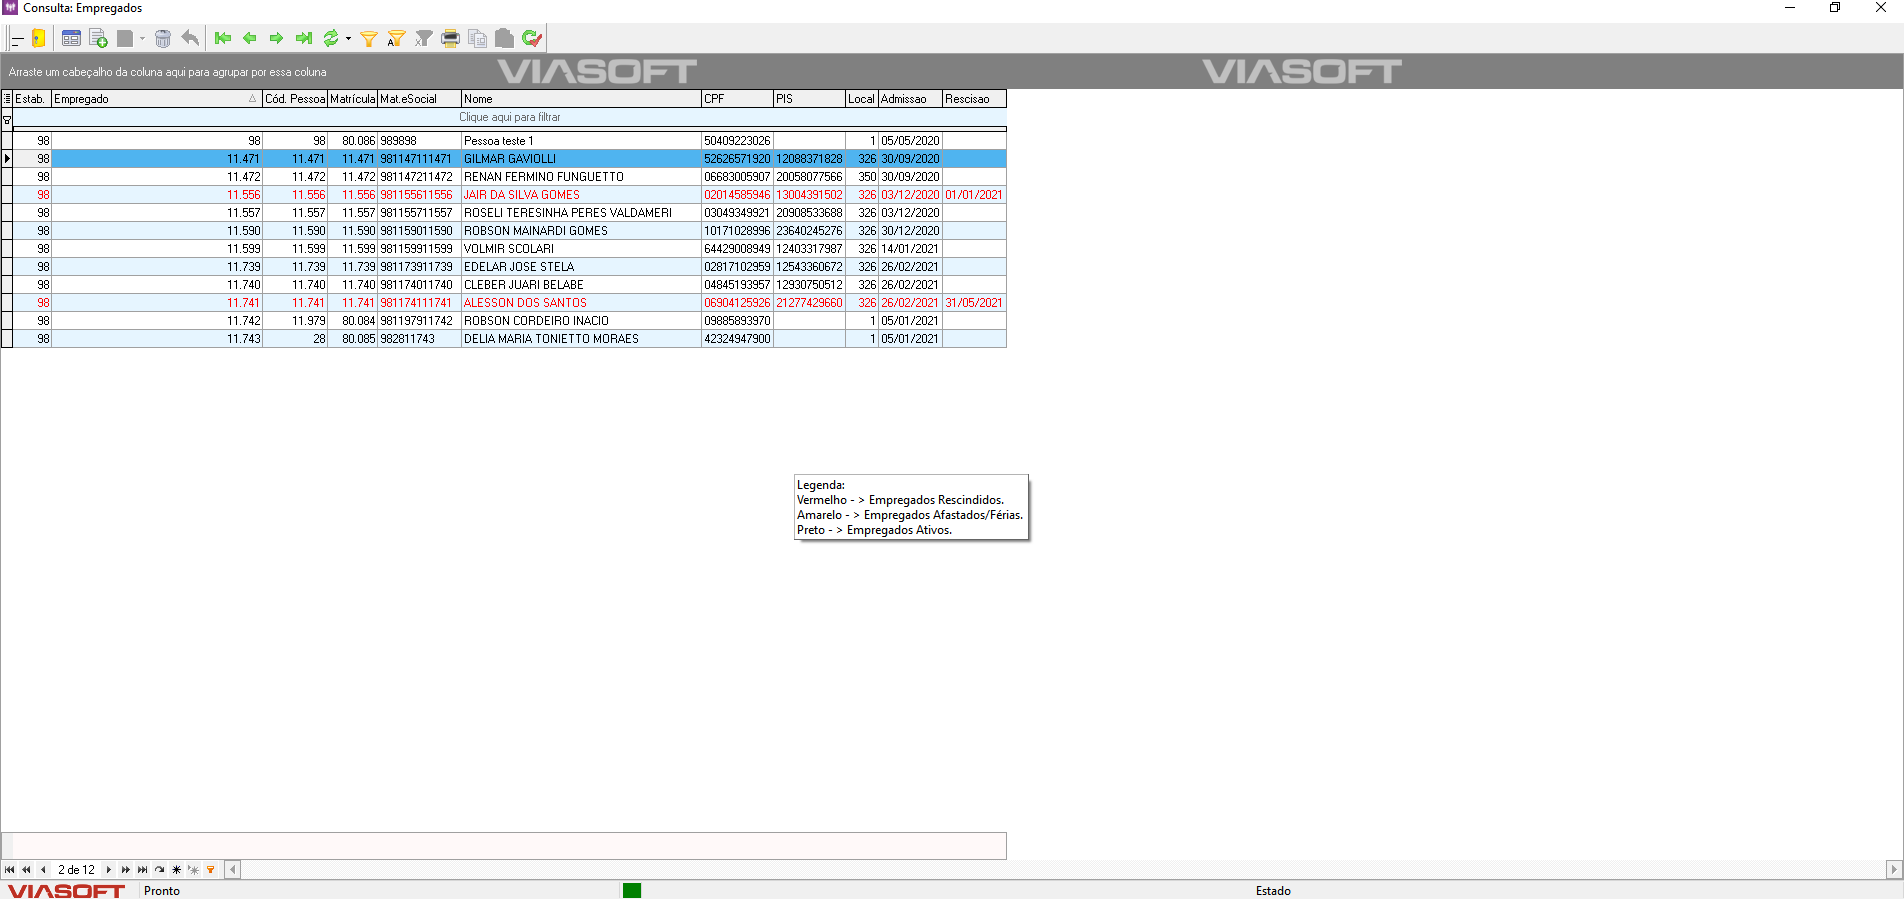 Consulta: Empregados
Arraste um cabeçalho da coluna aqui para agrupar por essa coluna VIASOFT VIASOFT
Estab. Empregado Cód. Pessoa Matrícula Mat.eSocial Nome CPF PIS Local Admissao Rescisao
Clique aqui para filtrar
98 98 98 80.086 989898 Pessoa teste 1 50409223026 1 05/05/2020
98 11.471 11.471 11.471 981147111471 GILMAR GAVIOLLI 52626571920 12088371828 326 30/09/2020
98 11.472 11.472 11.472 981147211472 RENAN FERMINO FUNGUETTO 06683005907 20058077566 350 30/09/2020
98 11.556 11.556 11.556 981155611556 JAIR DA SILVA GOMES 02014585946 13004391502 326 03/12/2020 01/01/2021
98 11.557 11.557 11.557 981155711557 ROSELI TERESINHA PERES VALDAMERI 03049349921 20908533688 326 03/12/2020
98 11.590 11.590 11.590 981159011590 ROBSON MAINARDI GOMES 10171028996 23640245276 326 30/12/2020
98 11.599 11.599 11.599 981159911599 VOLMIR SCOLARI 64429008949 12403317987 326 14/01/2021
98 11.739 11.739 11.739 981173911739 EDELAR JOSE STELA 02817102959 12543360672 326 26/02/2021
98 11.740 11.740 11.740 981174011740 CLEBER JUARI BELABE 04845193957 12930750512 326 26/02/2021
98 11.741 11.741 11.741 981174111741 ALESSON DOS SANTOS 06904125926 21277429660 326 26/02/2021 31/05/2021
98 11.742 11.979 80.084 981197911742 ROBSON CORDEIRO INACIO 09885893970 1 05/01/2021
98 11.743 28 80.085 982811743 DELIA MARIA TONIETTO MORAES 42324947900 1 05/01/2021
Legenda:
Vermelho - > Empregados Rescindidos.
Amarelo - > Empregados Afastados/Férias.
Preto - > Empregados Ativos.
2 de 12
VIASOFT Pronto Estado